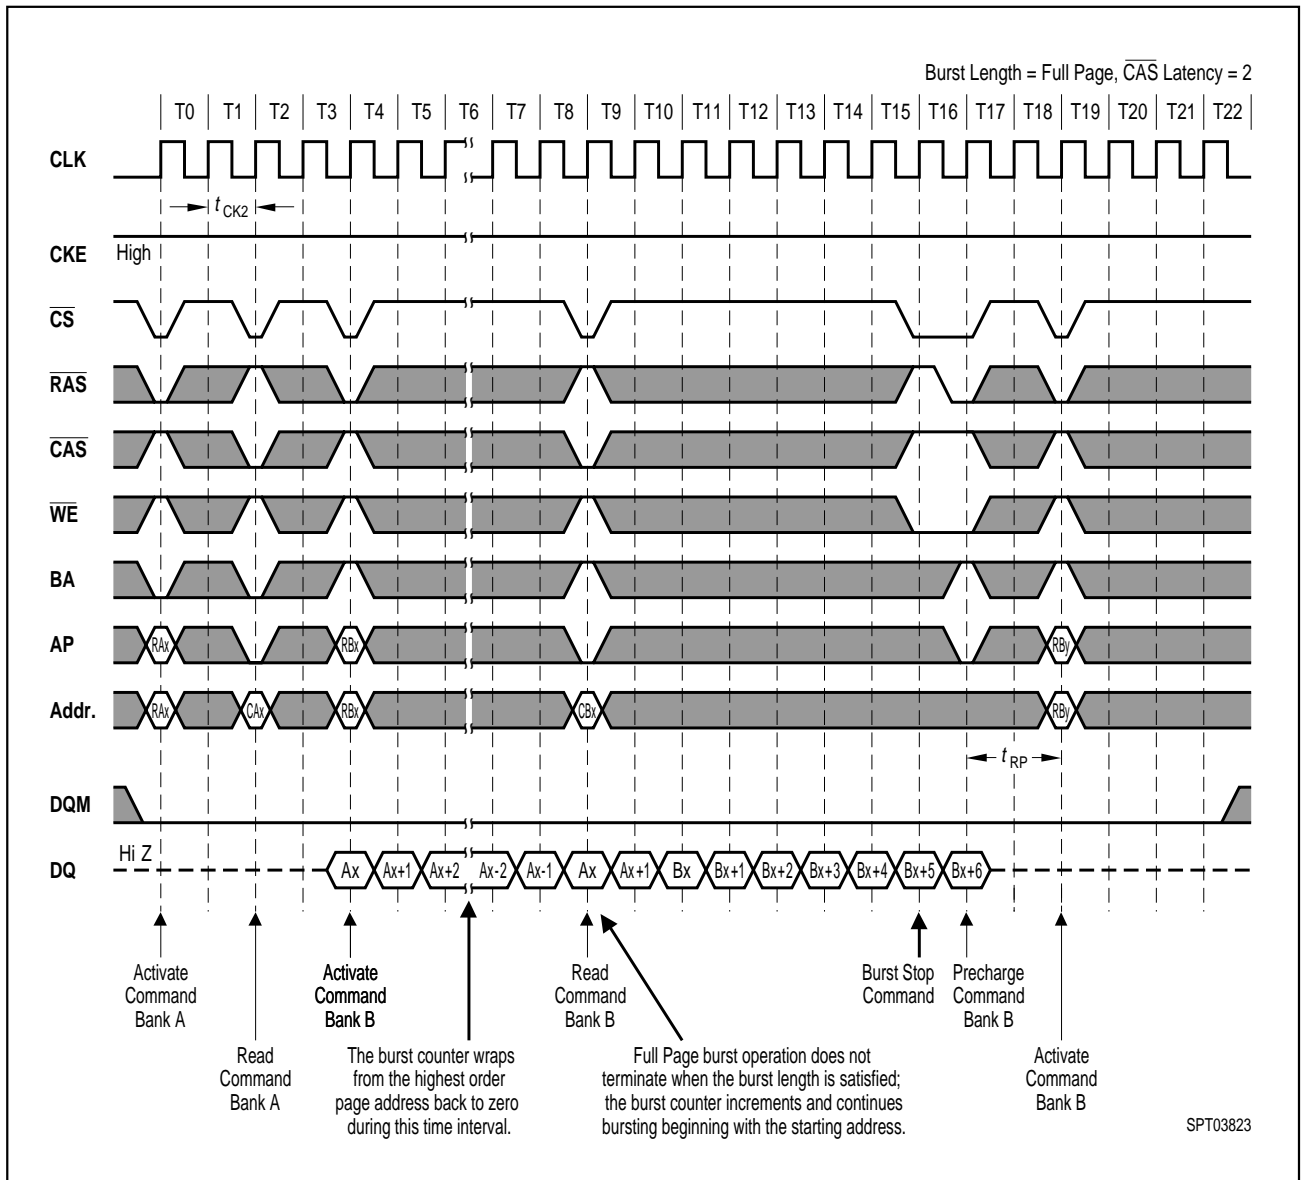 Burst Length = Full Page, CAS Latency = 2
T0 T1 T2 T3 T4 T5 T6 T7 T8 T9 T10 T11 T12 T13 T14 T15 T16 T17 T18 T19 T20 T21 T22
CLK
t CK2
CKE High
CS
RAS
CAS
WE
BA
AP RAx RBx RBy
Addr. RAx CAx RBx CBx RBy
t RP
DQM
Hi Z
DQ Ax Ax+1 Ax+2 Ax-2 Ax-1 Ax Ax+1 Bx Bx+1 Bx+2 Bx+3 Bx+4 Bx+5 Bx+6
Activate
Command
Bank A
Read
Command
Bank A
Activate
Command
Bank B
The burst counter wraps
from the highest order
page address back to zero
during this time interval.
Read
Command
Bank B
Full Page burst operation does not
terminate when the burst length is satisfied;
the burst counter increments and continues
bursting beginning with the starting address.
Burst Stop
Command
Precharge
Command
Bank B
Activate
Command
Bank B
SPT03823